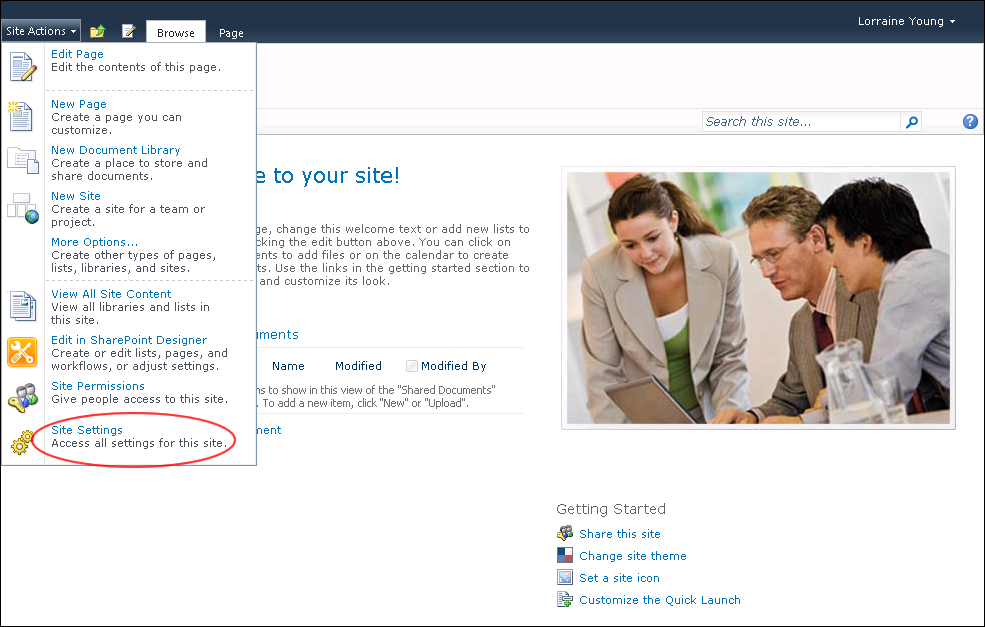 Site Actions
Browse
Page
Lorraine Young
Edit Page
Edit the contents of this page.
New Page
Create a page you can
customize.
New Document Library
Create a place to store and
share documents.
New Site
Create a site for a team or
project.
More Options...
Create other types of pages,
lists, libraries, and sites.
View All Site Content
View all libraries and lists in
this site.
Edit in SharePoint Designer
Create or edit lists, pages, and
workflows, or adjust settings.
Site Permissions
Give people access to this site.
Site Settings
Access all settings for this site.
Search this site...
?
e to your site!
ge, change this welcome text or add new lists to
cking the edit button above. You can click on
ents to add files or on the calendar to create
ts. Use the links in the getting started section to
and customize its look.
uments
Name Modified Modified By
ns to show in this view of the "Shared Documents"
. To add a new item, click "New" or "Upload".
ment
Getting Started
Share this site
Change site theme
Set a site icon
Customize the Quick Launch